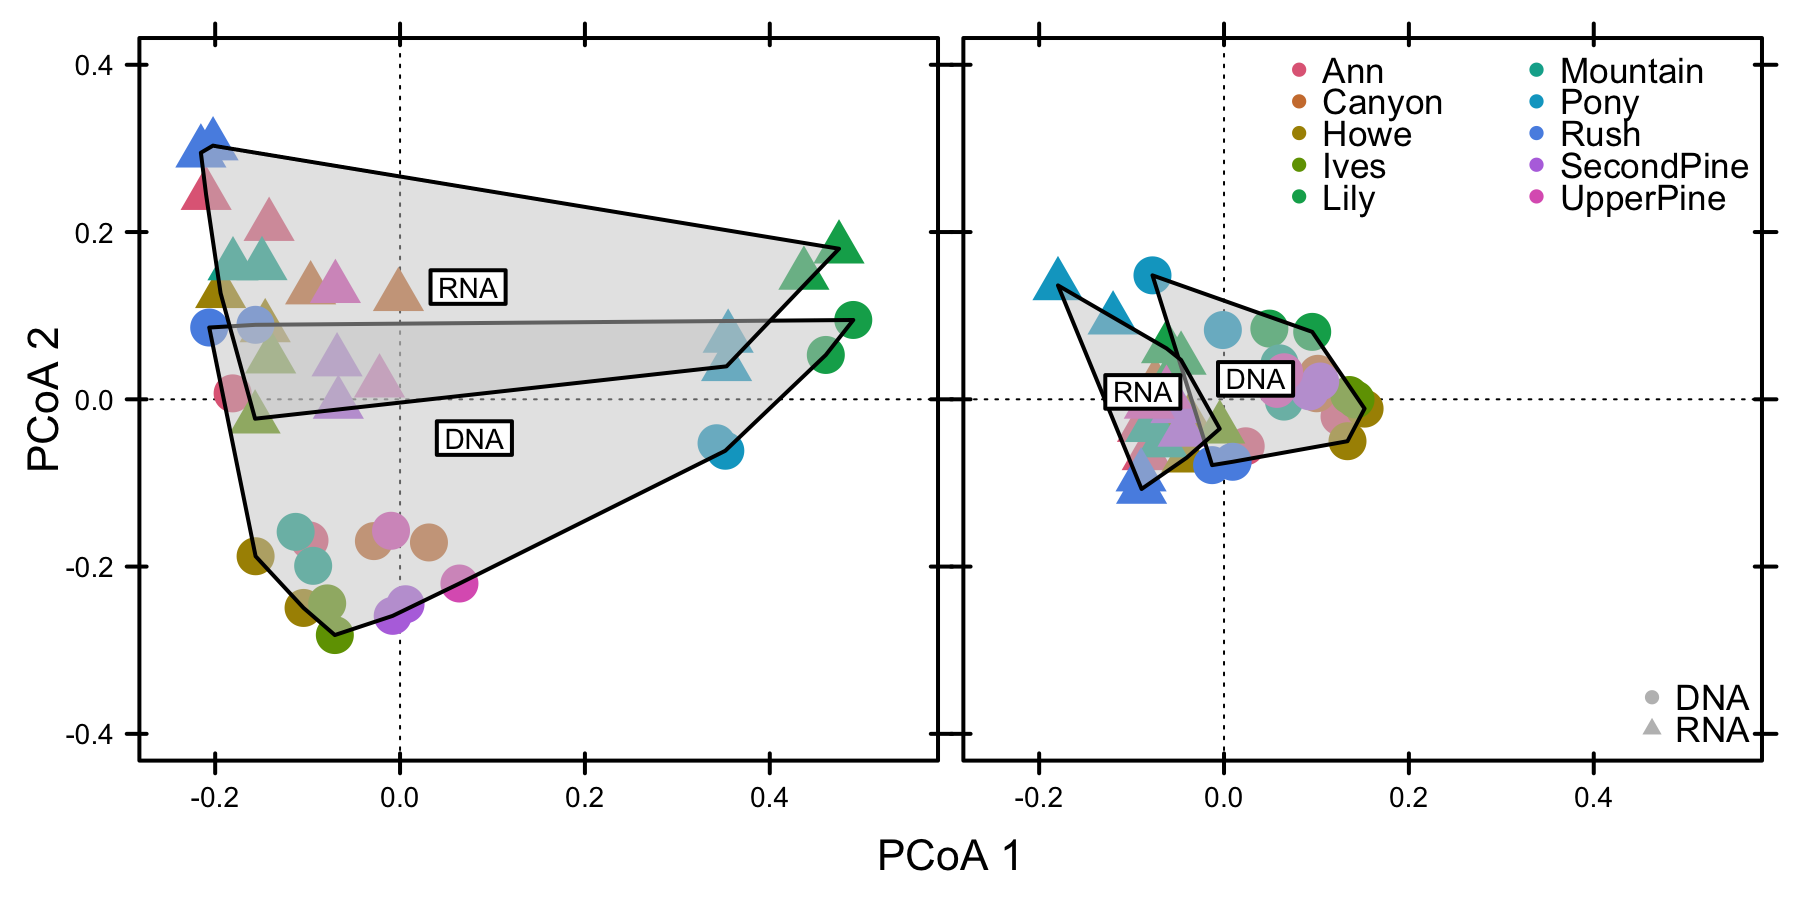 PCoA 2
0.4
0.2
0.0
-0.2
-0.4
RNA
DNA
-0.2 0.0 0.2 0.4
Ann
Canyon
Howe
Ives
Lily
Mountain
Pony
Rush
SecondPine
UpperPine
RNA
DNA
DNA
RNA
-0.2 0.0 0.2 0.4
PCoA 1